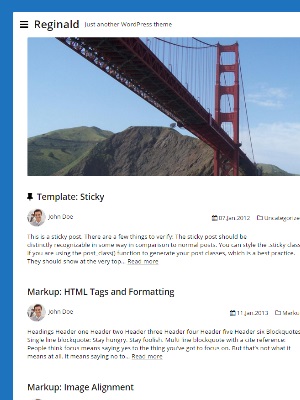 Reginald Just another WordPress theme
Template: Sticky
John Doe 07.Jan.2012 Uncategorize
This is a sticky post. There are a few things to verify: The sticky post should be
distinctly recognizable in some way in comparison to normal posts. You can style the .sticky class
if you are using the post_class() function to generate your post classes, which is a best practice.
They should show at the very top... Read more
Markup: HTML Tags and Formatting
John Doe 11.Jan.2013 Marku
Headings Header one Header two Header three Header four Header five Header six Blockquotes
Single line blockquote: Stay hungry. Stay foolish. Multi line blockquote with a cite reference:
People think focus means saying yes to the thing you've got to focus on. But that's not what it
means at all. It means saying no to... Read more
Markup: Image Alignment